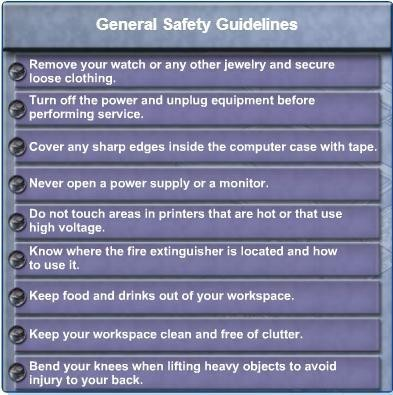 General Safety Guidelines
Remove your watch or any other jewelry and secure
loose clothing.
Turn off the power and unplug equipment before
performing service.
Cover any sharp edges inside the computer case with tape.
Never open a power supply or a monitor.
Do not touch areas in printers that are hot or that use
high voltage.
Know where the fire extinguisher is located and how
to use it.
Keep food and drinks out of your workspace.
Keep your workspace clean and free of clutter.
Bend your knees when lifting heavy objects to avoid
injury to your back.